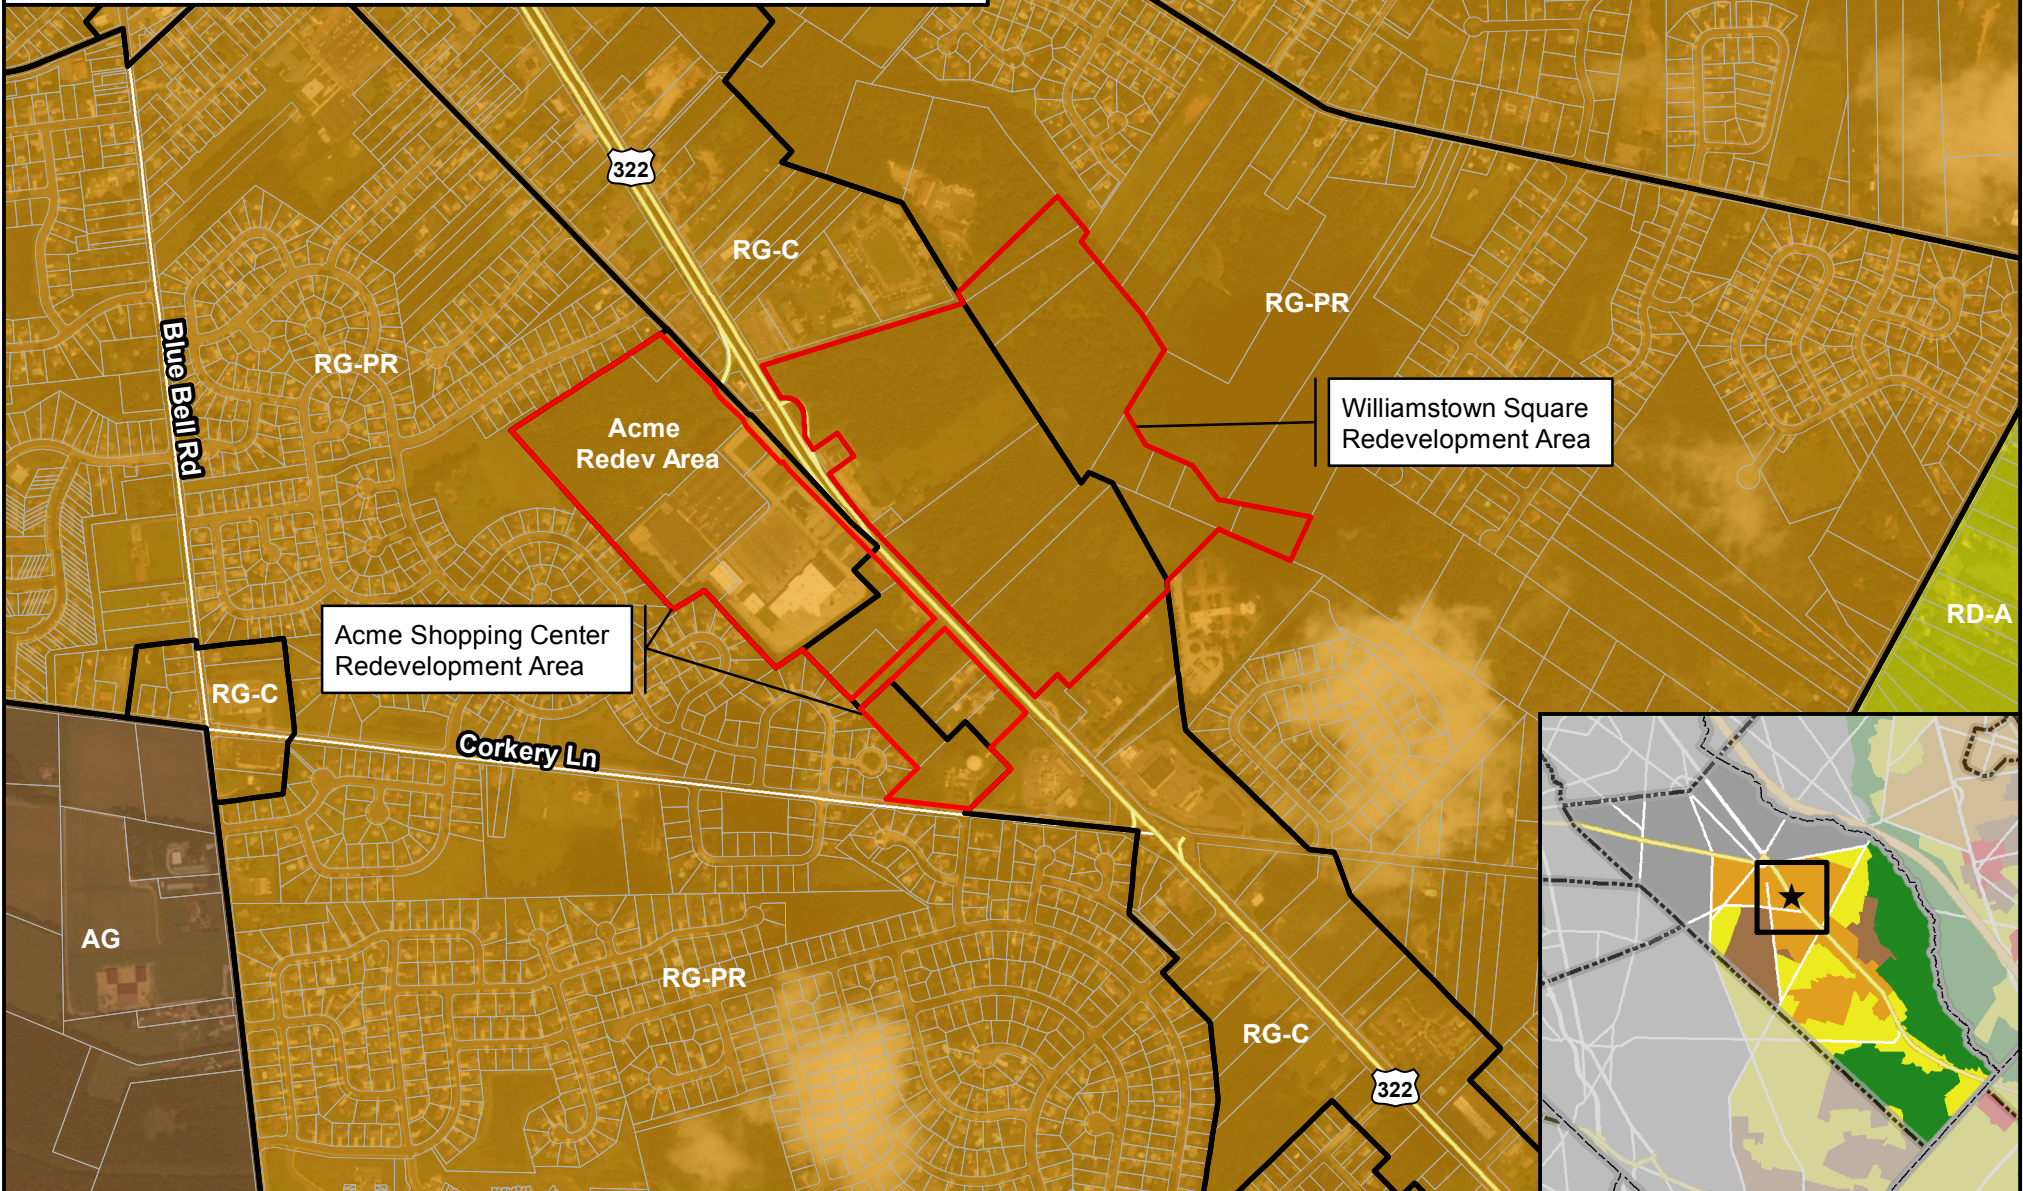 322
RG-C
RG-PR
Blue Bell Rd
RG-PR
Williamstown Square
Redevelopment Area
Acme
Redev Area
RD-A
Acme Shopping Center
Redevelopment Area
RG-C
Corkery Ln
AG
RG-PR
RG-C
322